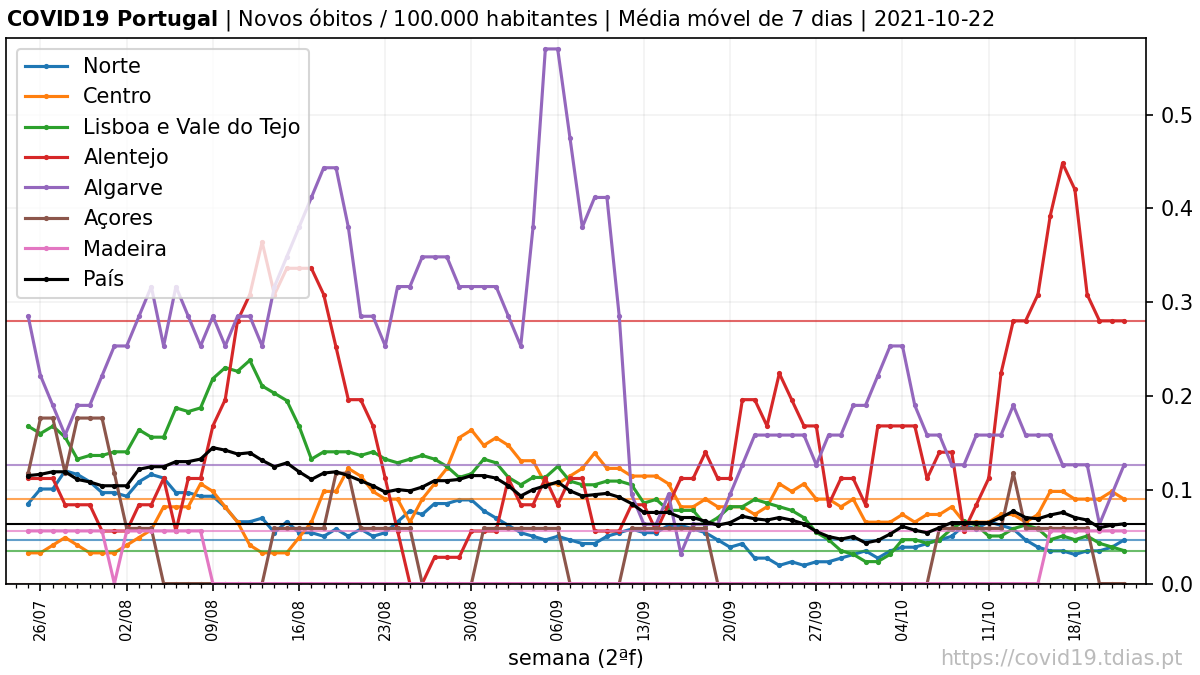 COVID19 Portugal | Novos óbitos / 100.000 habitantes | Média móvel de 7 dias | 2021-10-22
Norte
Centro
Lisboa e Vale do Tejo
Alentejo
Algarve
Açores
Madeira
País
0.5
0.4
0.3
0.2
0.1
0.0
26/07
02/08
09/08
16/08
23/08
30/08
06/09
13/09
20/09
27/09
04/10
11/10
18/10
semana (2ªf)
https://covid19.tdias.pt